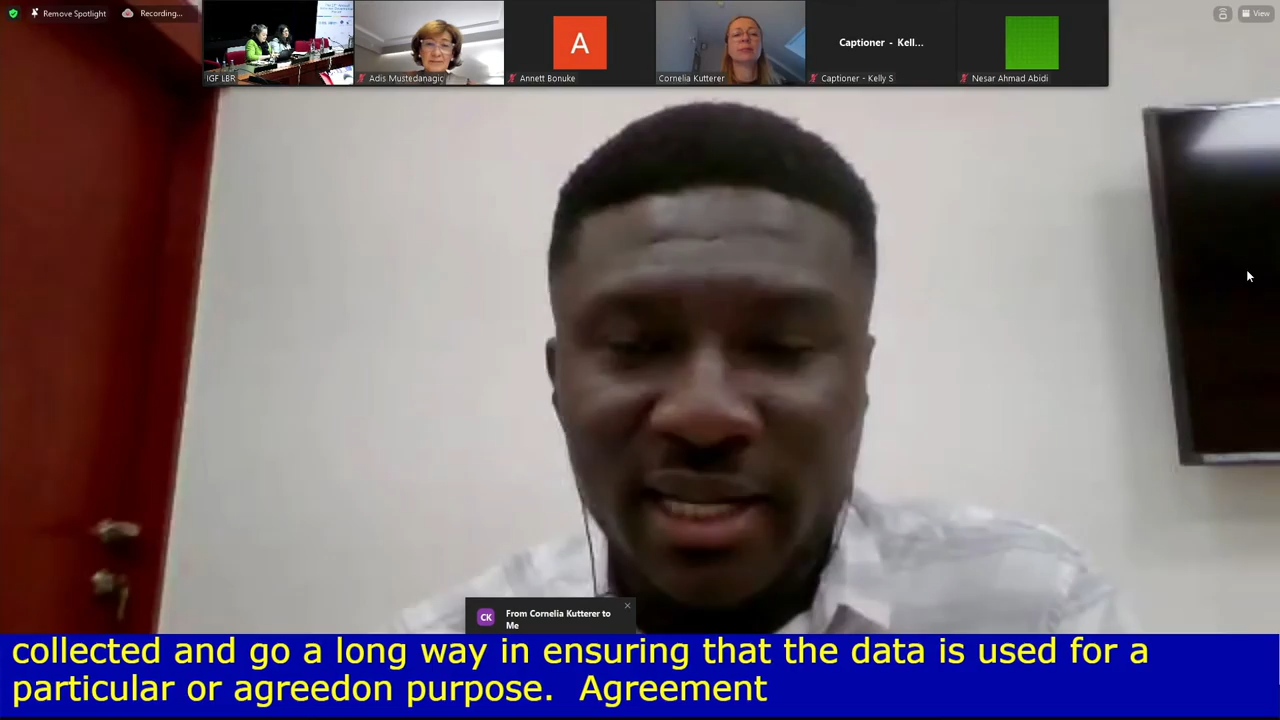 Remove Spotlight
Recording...
View
IGF LBR
Adis Mustedanagic
A
Annett Bonuke
Cornelia Kutterer
Captioner - Kell...
Captioner - Kelly S
Nesar Ahmad Abidi
CK
From Cornelia Kutterer to
Me
collected and go a long way in ensuring that the data is used for a
particular or agreedon purpose.  Agreement